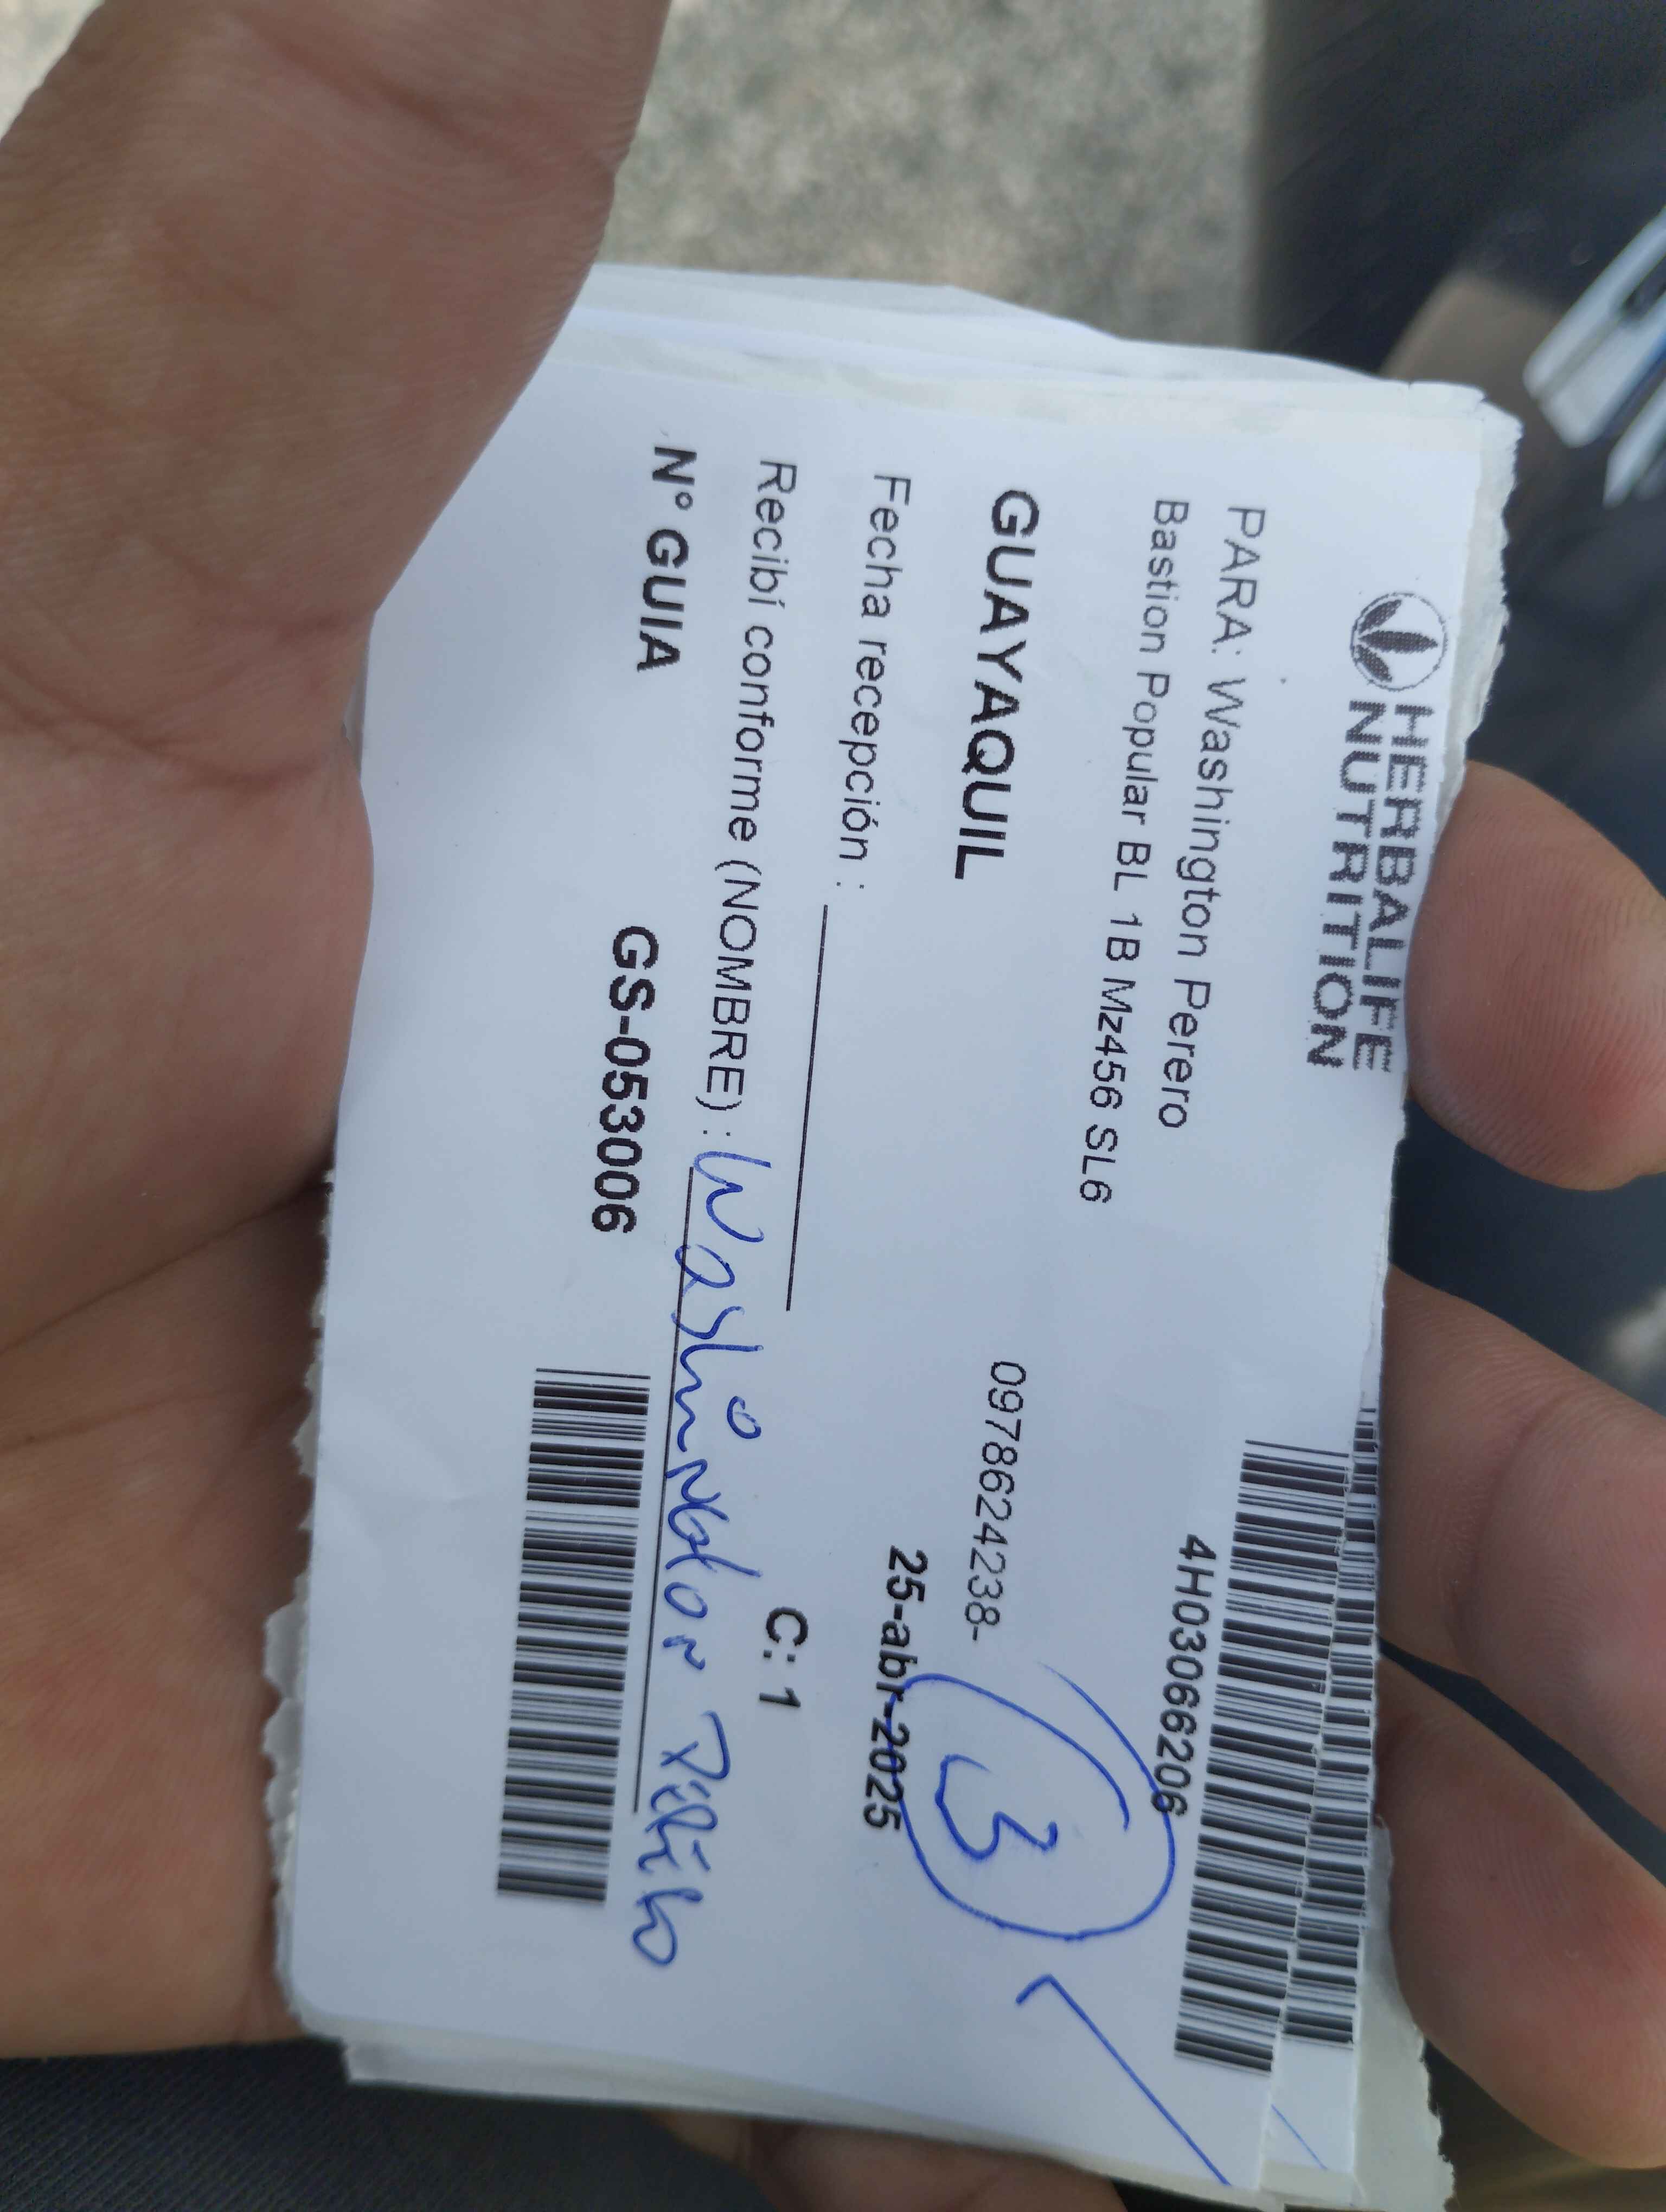 HERBALIFE
NUTRITION
4H03066206
PARA: Washington Perero
Bastion Popular BL 1B Mz456 SL6
3
GUAYAQUIL 0978624238-
25-abr-2025
Fecha recepción :
C: 1
Recibí conforme (NOMBRE) : Washington
N° GUIA GS-053006